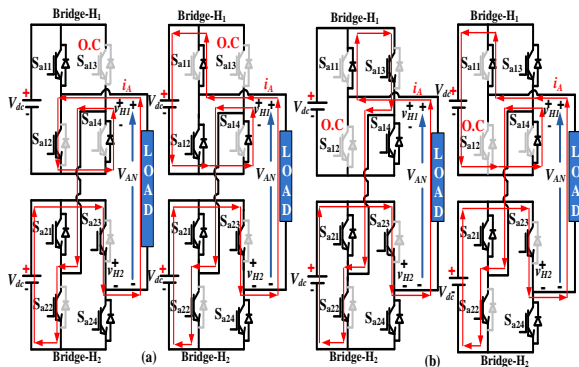 Bridge-H1 Bridge-H1 Bridge-H1 Bridge-H1
O.C O.C
Sa11 Sa13 Sa11 Sa13 Sa11 Sa13 Sa11 Sa13
iA iA iA iA
Vdc + - Vdc + - Vdc + - Vdc + -
+ vH1 - + vH1 - + vH1 - + vH1 -
O.C O.C
Sa12 Sa14 Sa12 Sa14 Sa12 Sa14 Sa12 Sa14
VAN VAN VAN VAN
LOAD LOAD LOAD LOAD
Sa21 Sa23 Sa21 Sa23 Sa21 Sa23 Sa21 Sa23
Vdc + - Vdc + - Vdc + - Vdc + -
+ vH2 - + vH2 - + vH2 - + vH2 -
Sa22 Sa24 Sa22 Sa24 Sa22 Sa24 Sa22 Sa24
(a) (b)
Bridge-H2 Bridge-H2 Bridge-H2 Bridge-H2